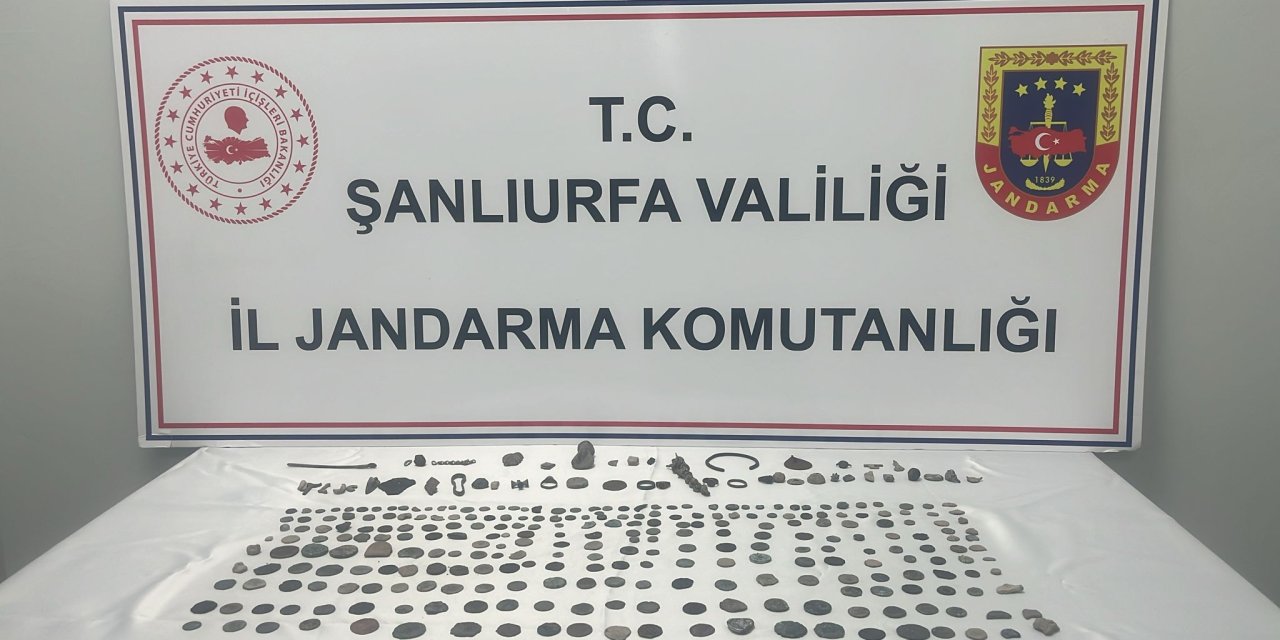 TÜRKİYE CUMHURİYETİ İÇİŞLERİ BAKANLIĞI
T.C.
ŞANLIURFA VALİLİĞİ
İL JANDARMA KOMUTANLIĞI
1839
JANDARMA